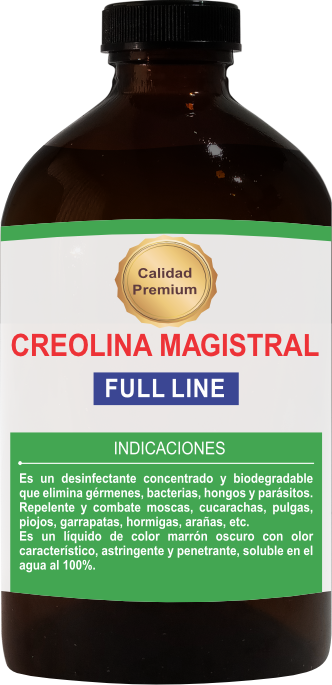 Calidad
Premium
CREOLINA MAGISTRAL
FULL LINE
INDICACIONES
Es un desinfectante concentrado y biodegradable
que elimina gérmenes, bacterias, hongos y parásitos.
Repelente y combate moscas, cucarachas, pulgas,
piojos, garrapatas, hormigas, arañas, etc.
Es un líquido de color marrón oscuro con olor
característico, astringente y penetrante, soluble en el
agua al 100%.